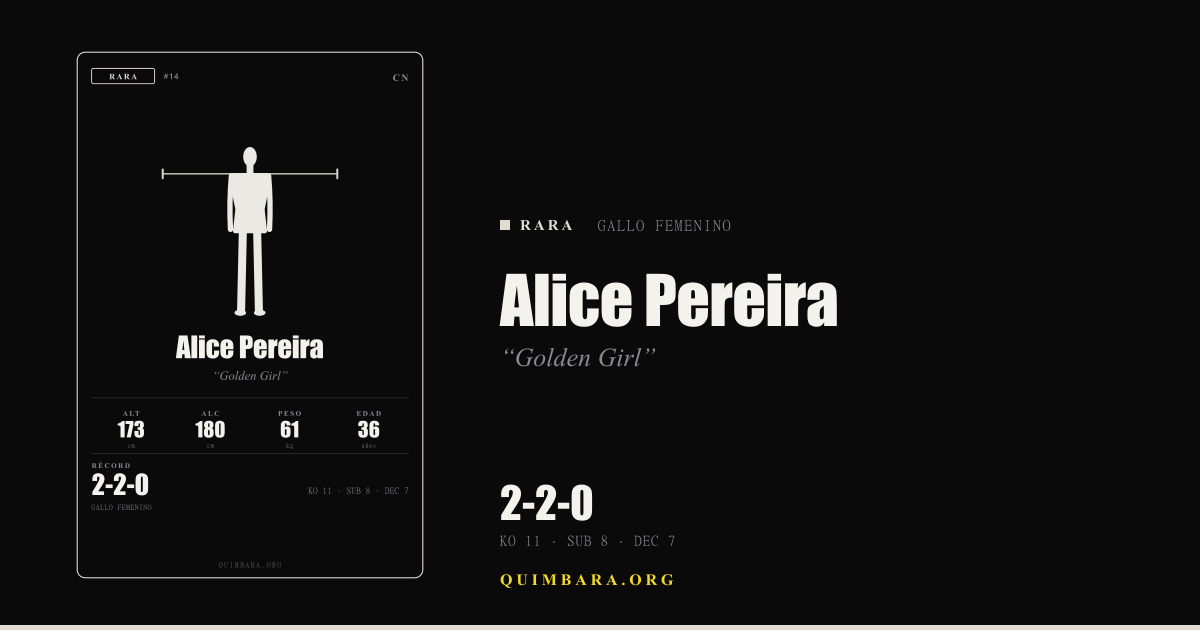 RARA #14 CN
Alice Pereira
“Golden Girl”
ALT ALC PESO EDAD
173 180 61 36
cm cm kg años
RÉCORD
2-2-0
KO 11 · SUB 8 · DEC 7
GALLO FEMENINO
QUIMBARA.ORG
RARA GALLO FEMENINO
Alice Pereira
“Golden Girl”
2-2-0
KO 11 · SUB 8 · DEC 7
QUIMBARA.ORG